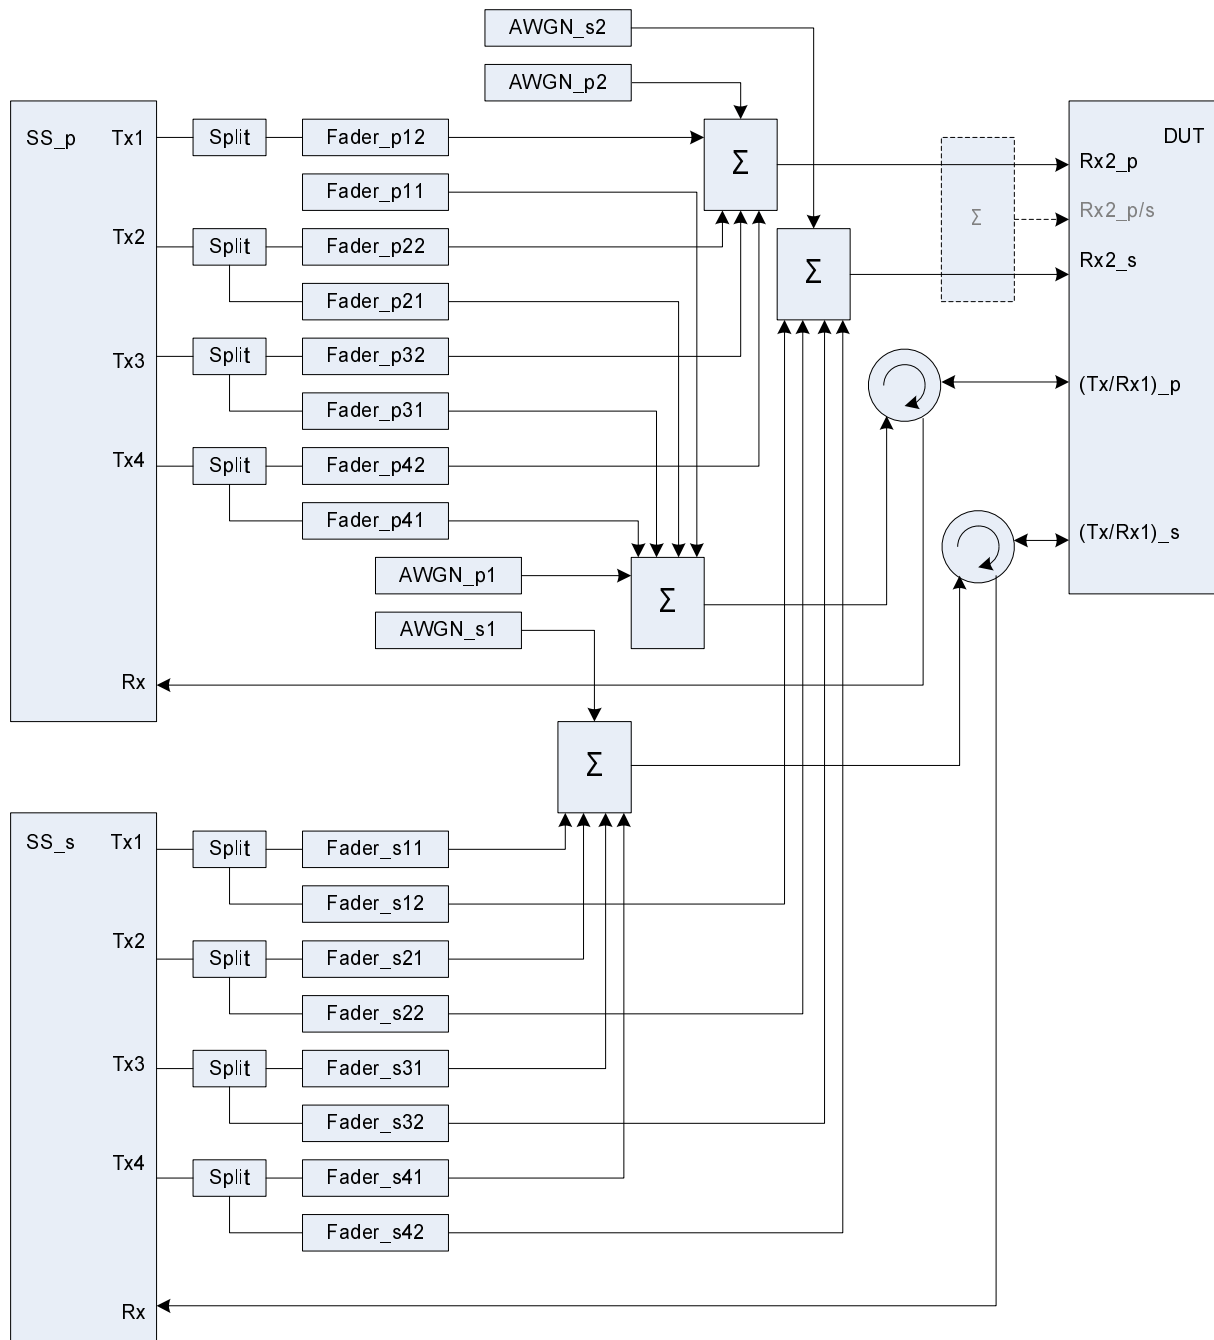 AWGN_s2
AWGN_p2
SS_p
Tx1
Split
Fader_p12
Σ
DUT
Rx2_p
Fader_p11
Σ
Rx2_p/s
Tx2
Split
Fader_p22
Σ
Rx2_s
Fader_p21
Tx3
Split
Fader_p32
(Tx/Rx1)_p
Fader_p31
Tx4
Split
Fader_p42
Fader_p41
(Tx/Rx1)_s
AWGN_p1
Σ
AWGN_s1
Rx
Σ
SS_s
Tx1
Split
Fader_s11
Fader_s12
Tx2
Split
Fader_s21
Fader_s22
Tx3
Split
Fader_s31
Fader_s32
Tx4
Split
Fader_s41
Fader_s42
Rx